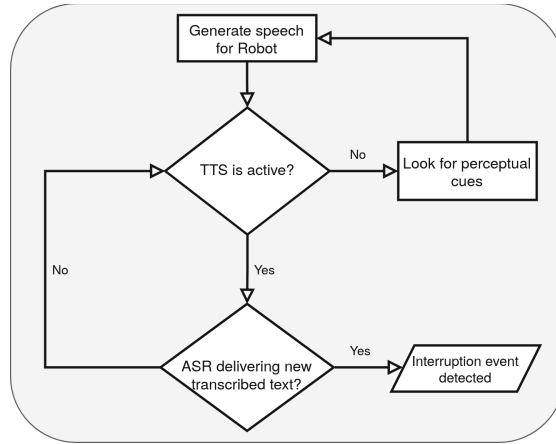 Generate speech
for Robot
TTS is active?
No
Look for perceptual
cues
No
Yes
ASR delivering new
transcribed text?
Yes
Interruption event
detected